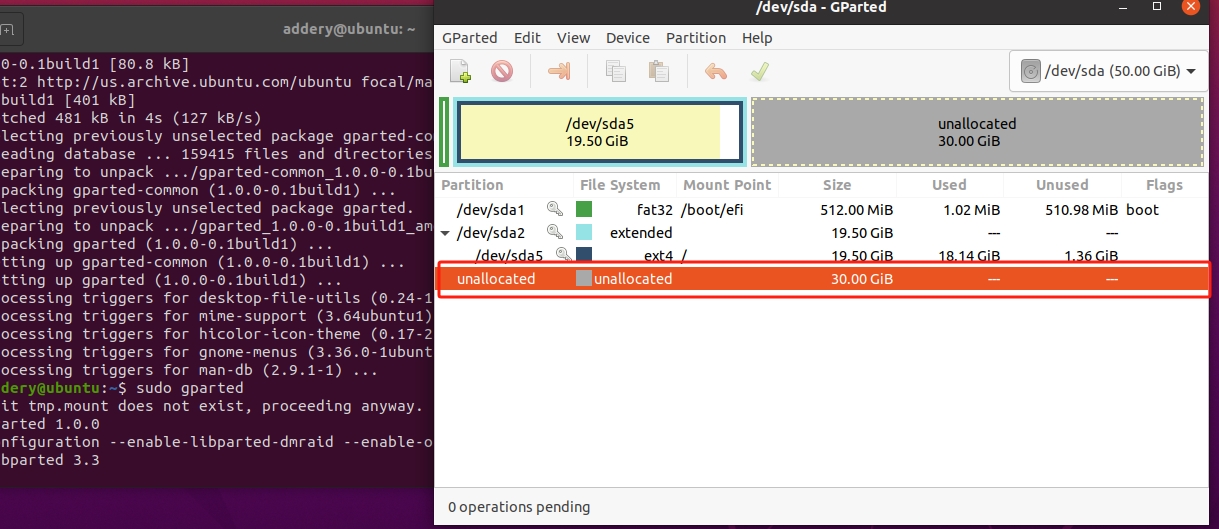 addery@ubuntu: ~
0-0.1build1 [80.8 kB]
t:2 http://us.archive.ubuntu.com/ubuntu focal/ma
build1 [401 kB]
tched 481 kB in 4s (127 kB/s)
lecting previously unselected package gparted-co
eading database ... 159415 files and directories
eparing to unpack .../gparted-common_1.0.0-0.1bu
packing gparted-common (1.0.0-0.1build1) ...
lecting previously unselected package gparted.
eparing to unpack .../gparted_1.0.0-0.1build1_am
packing gparted (1.0.0-0.1build1) ...
tting up gparted-common (1.0.0-0.1build1) ...
tting up gparted (1.0.0-0.1build1) ...
ocessing triggers for desktop-file-utils (0.24-1
ocessing triggers for mime-support (3.64ubuntu1)
ocessing triggers for hicolor-icon-theme (0.17-2
ocessing triggers for gnome-menus (3.36.0-1ubunt
ocessing triggers for man-db (2.9.1-1) ...
dery@ubuntu:~$ sudo gparted
it tmp.mount does not exist, proceeding anyway.
arted 1.0.0
nfiguration --enable-libparted-dmraid --enable-o
bparted 3.3
/dev/sda - GParted
GParted Edit View Device Partition Help
/dev/sda (50.00 GiB)
/dev/sda5
19.50 GiB
unallocated
30.00 GiB
Partition File System Mount Point Size Used Unused Flags
/dev/sda1 fat32 /boot/efi 512.00 MiB 1.02 MiB 510.98 MiB boot
/dev/sda2 extended 19.50 GiB --- ---
/dev/sda5 ext4 / 19.50 GiB 18.14 GiB 1.36 GiB
unallocated unallocated 30.00 GiB --- ---
0 operations pending